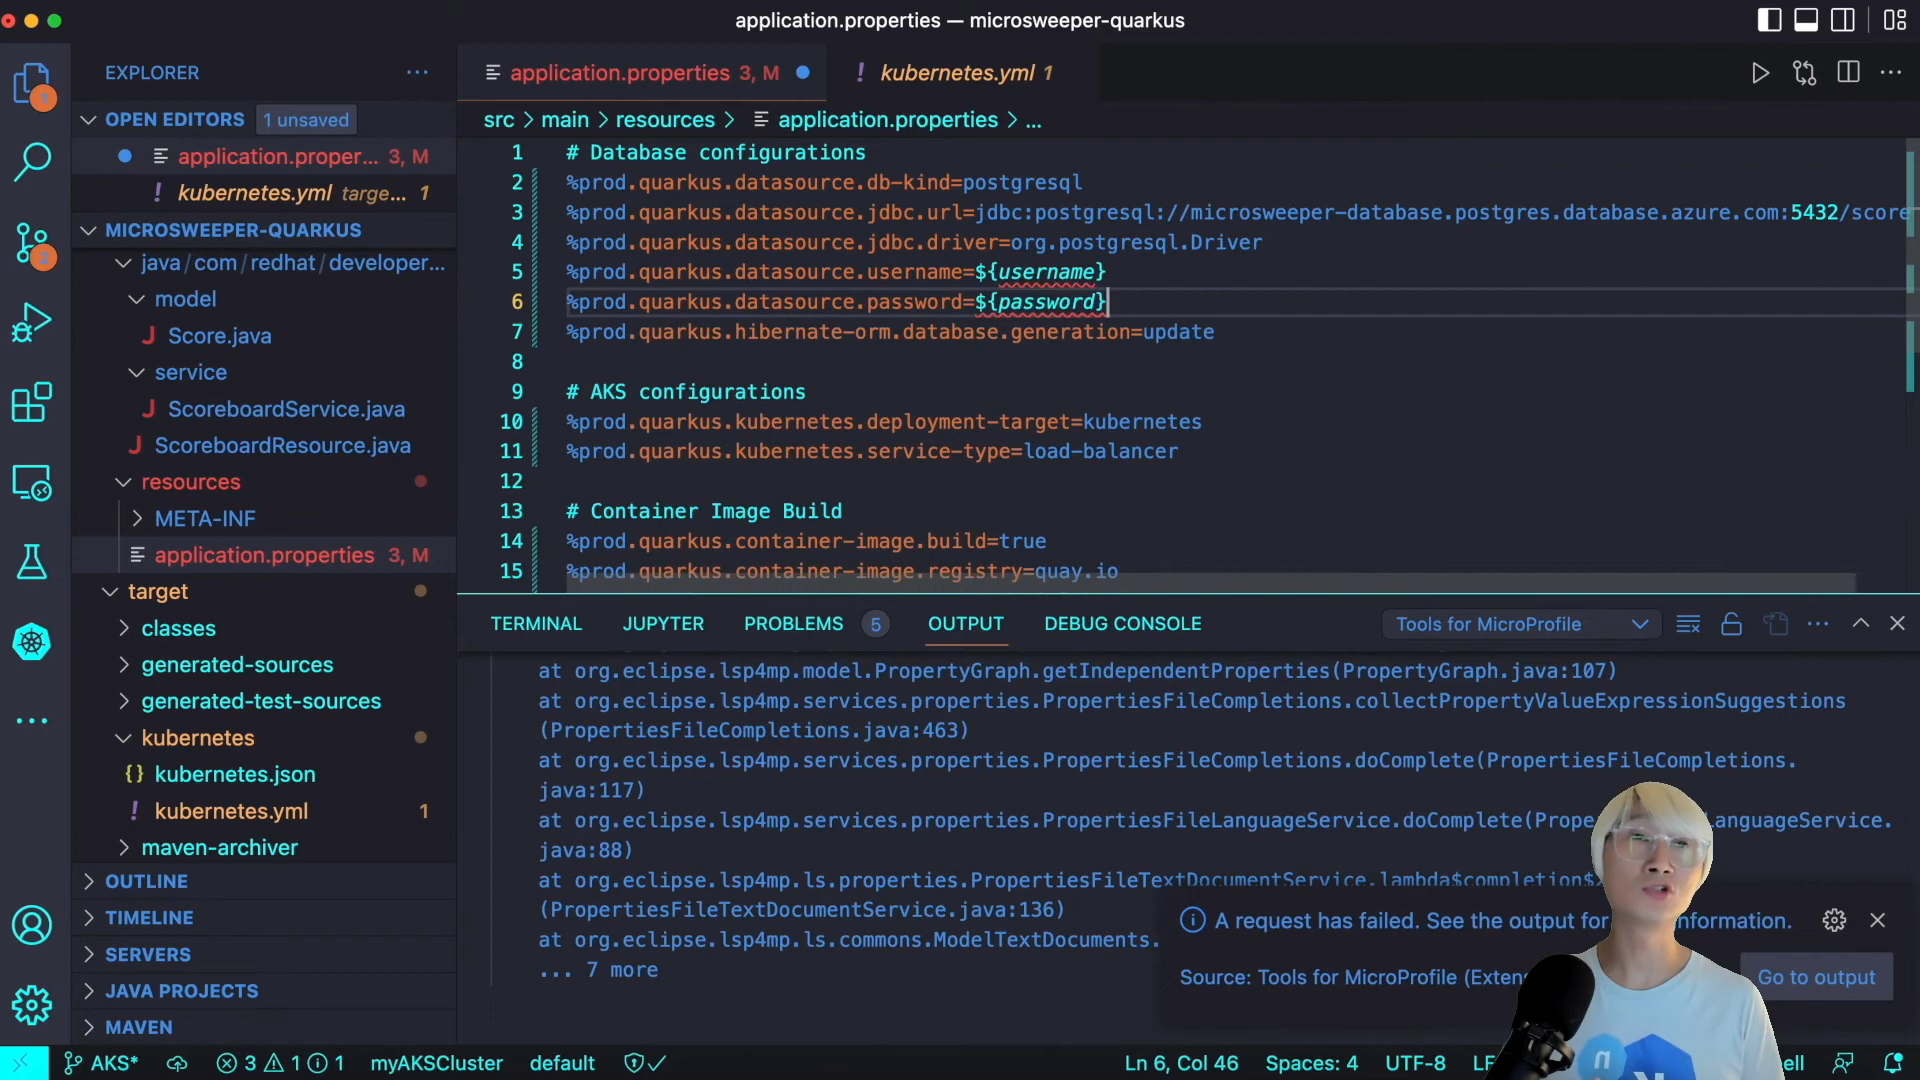 application.properties — microsweeper-quarkus
EXPLORER
OPEN EDITORS 1 unsaved
application.proper... 3, M
kubernetes.yml targe... 1
MICROSWEEPER-QUARKUS
java/com/redhat/developer...
model
J Score.java
service
J ScoreboardService.java
J ScoreboardResource.java
resources
META-INF
application.properties 3, M
target
classes
generated-sources
generated-test-sources
kubernetes
{} kubernetes.json
! kubernetes.yml 1
maven-archiver
OUTLINE
TIMELINE
SERVERS
JAVA PROJECTS
MAVEN
application.properties 3, M
! kubernetes.yml 1
src > main > resources > application.properties > ...
1 # Database configurations
2 %prod.quarkus.datasource.db-kind=postgresql
3 %prod.quarkus.datasource.jdbc.url=jdbc:postgresql://microsweeper-database.postgres.database.azure.com:5432/score
4 %prod.quarkus.datasource.jdbc.driver=org.postgresql.Driver
5 %prod.quarkus.datasource.username=${username}
6 %prod.quarkus.datasource.password=${password}
7 %prod.quarkus.hibernate-orm.database.generation=update
8
9 # AKS configurations
10 %prod.quarkus.kubernetes.deployment-target=kubernetes
11 %prod.quarkus.kubernetes.service-type=load-balancer
12
13 # Container Image Build
14 %prod.quarkus.container-image.build=true
15 %prod.quarkus.container-image.registry=quay.io
TERMINAL JUPYTER PROBLEMS 5 OUTPUT DEBUG CONSOLE Tools for MicroProfile
at org.eclipse.lsp4mp.model.PropertyGraph.getIndependentProperties(PropertyGraph.java:107)
at org.eclipse.lsp4mp.services.properties.PropertiesFileCompletions.collectPropertyValueExpressionSuggestions
(PropertiesFileCompletions.java:463)
at org.eclipse.lsp4mp.services.properties.PropertiesFileCompletions.doComplete(PropertiesFileCompletions.
java:117)
at org.eclipse.lsp4mp.services.properties.PropertiesFileLanguageService.doComplete(Prope anguageService.
java:88)
at org.eclipse.lsp4mp.ls.properties.PropertiesFileTextDocumentService.lambda$completion$
(PropertiesFileTextDocumentService.java:136)
at org.eclipse.lsp4mp.ls.commons.ModelTextDocuments.
... 7 more
A request has failed. See the output for nformation.
Source: Tools for MicroProfile (Exten
Go to output
AKS* 3 1 1 myAKSCluster default Ln 6, Col 46 Spaces: 4 UTF-8 LF ell